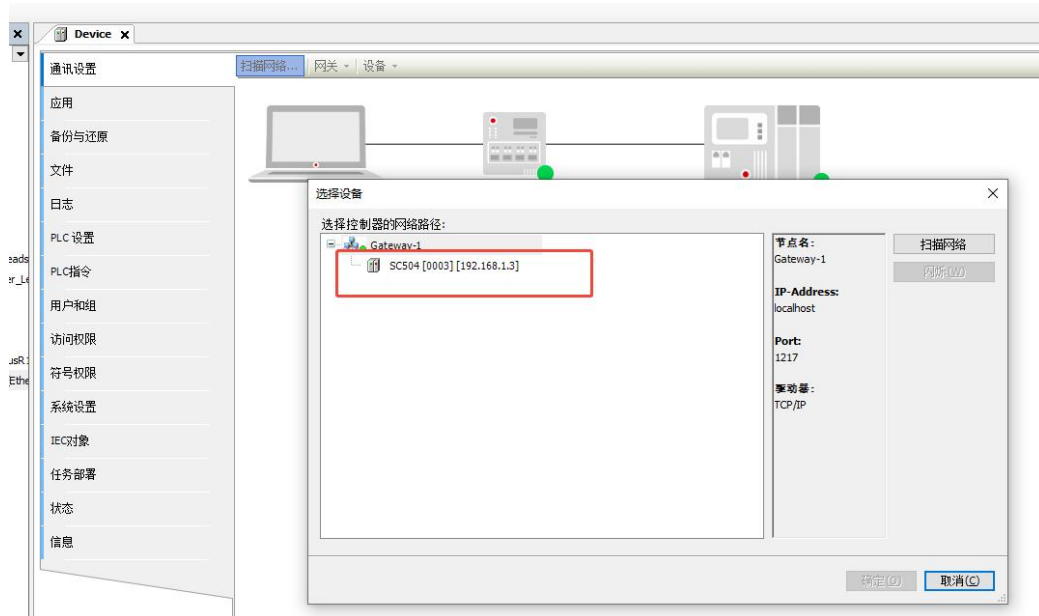 Device
通讯设置
扫描网络... 网关 设备
应用
备份与还原
文件
日志
PLC 设置
PLC指令
用户和组
访问权限
符号权限
系统设置
IEC对象
任务部署
状态
信息
选择设备
选择控制器的网络路径:
Gateway-1
SC504 [0003] [192.168.1.3]
节点名:
Gateway-1
IP-Address:
localhost
Port:
1217
驱动器:
TCP/IP
扫描网络
闪烁(W)
确定(O) 取消(C)